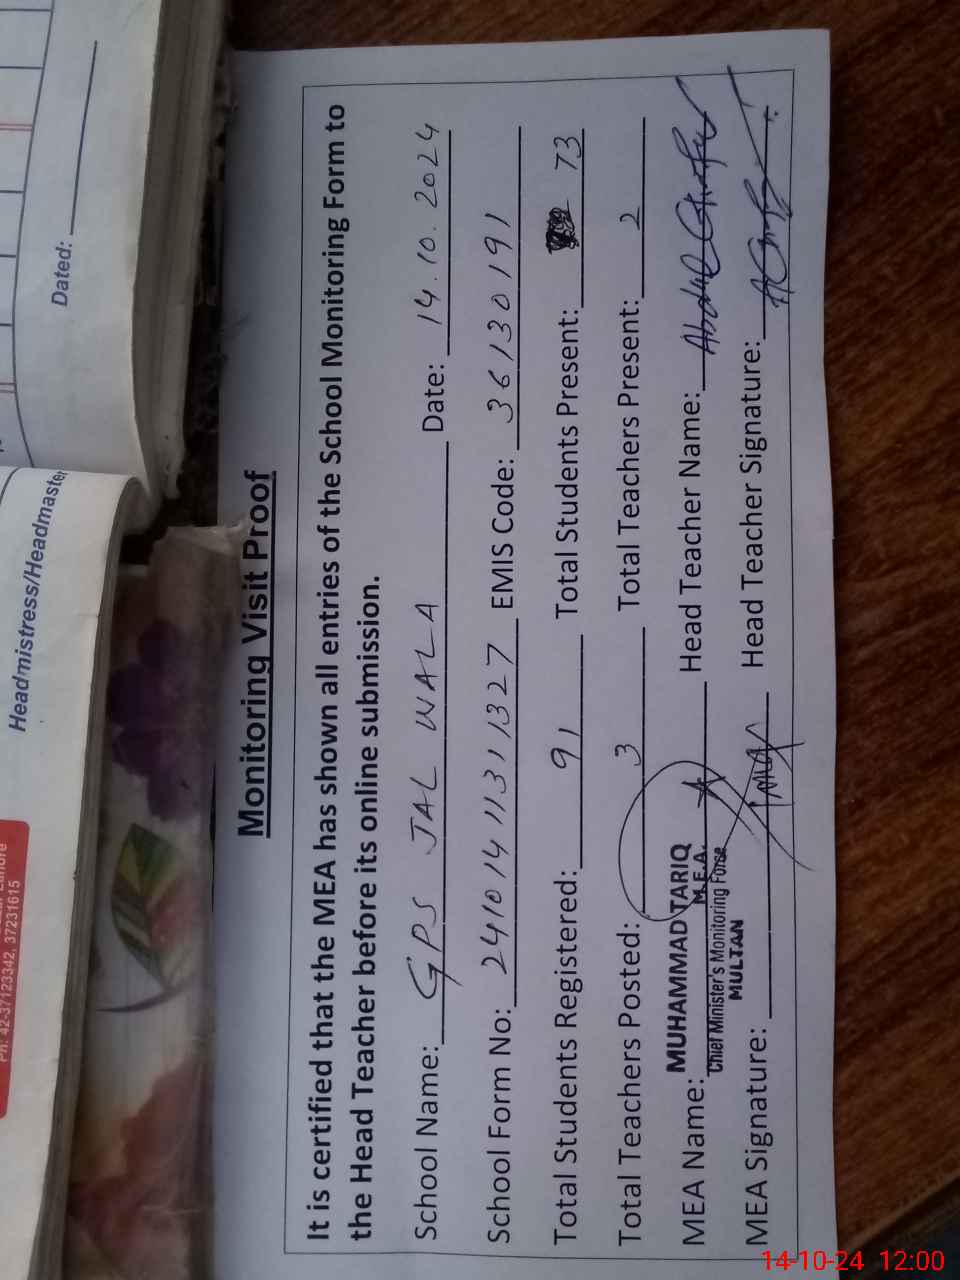 Monitoring Visit Proof
It is certified that the MEA has shown all entries of the School Monitoring Form to
the Head Teacher before its online submission.
School Name: GPS JAL WALA Date: 14.10.2024
School Form No: 24101411311327 EMIS Code: 36130191
Total Students Registered: 91 Total Students Present: 73
Total Teachers Posted: 3 Total Teachers Present: 2
MEA Name: MUHAMMAD TARIQ Head Teacher Name: Abdul Ghafur
M.E.A.
Chief Minister's Monitoring Force
MULTAN
MEA Signature: Head Teacher Signature:
Headmistress/Headmaster
Dated:
Ph: 42-37123342, 37231615
14-10-24 12:00